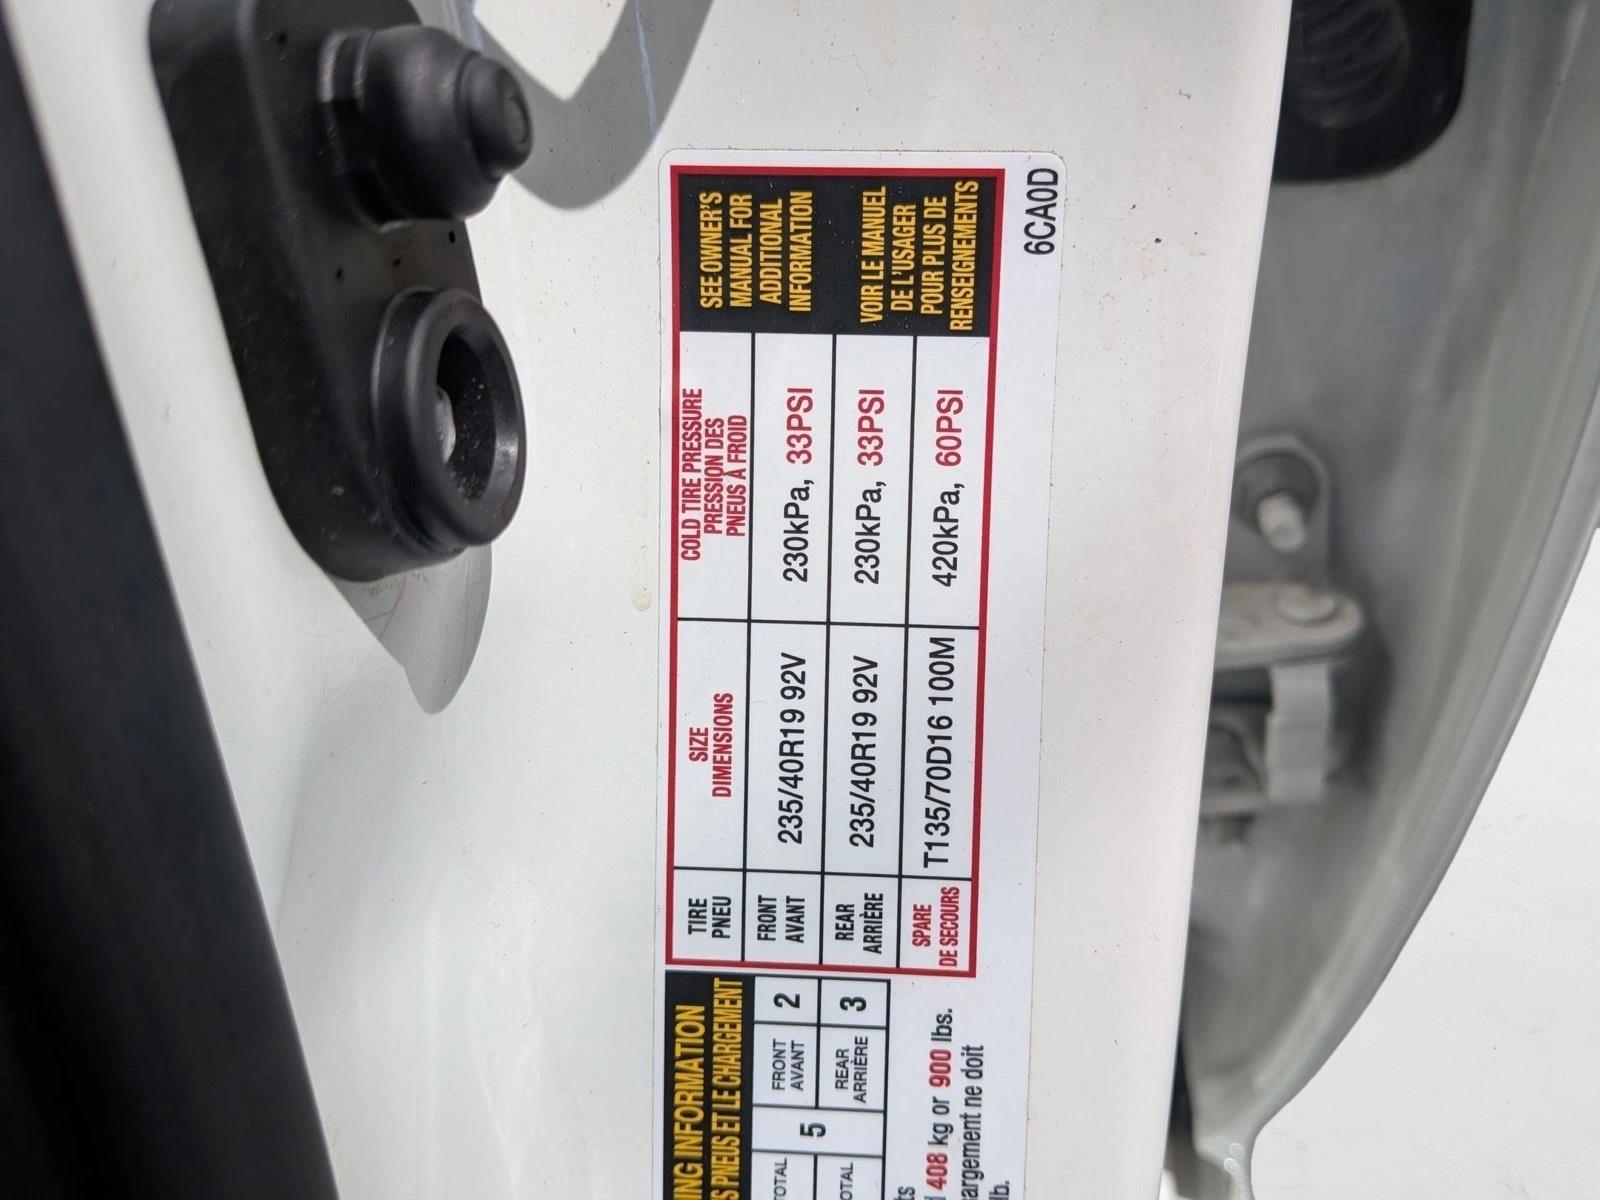 ING INFORMATION
S PNEUS ET LE CHARGEMENT
TOTAL
5
FRONT
AVANT
2
OTAL
REAR
ARRIÈRE
3
408 kg or 900 lbs.
argement ne doit
lb.
TIRE
PNEU
SIZE
DIMENSIONS
COLD TIRE PRESSURE
PRESSION DES
PNEUS À FROID
FRONT
AVANT
235/40R19 92V
230kPa, 33PSI
REAR
ARRIÈRE
235/40R19 92V
230kPa, 33PSI
SPARE
DE SECOURS
T135/70D16 100M
420kPa, 60PSI
SEE OWNER'S
MANUAL FOR
ADDITIONAL
INFORMATION
VOIR LE MANUEL
DE L'USAGER
POUR PLUS DE
RENSEIGNEMENTS
6CA0D